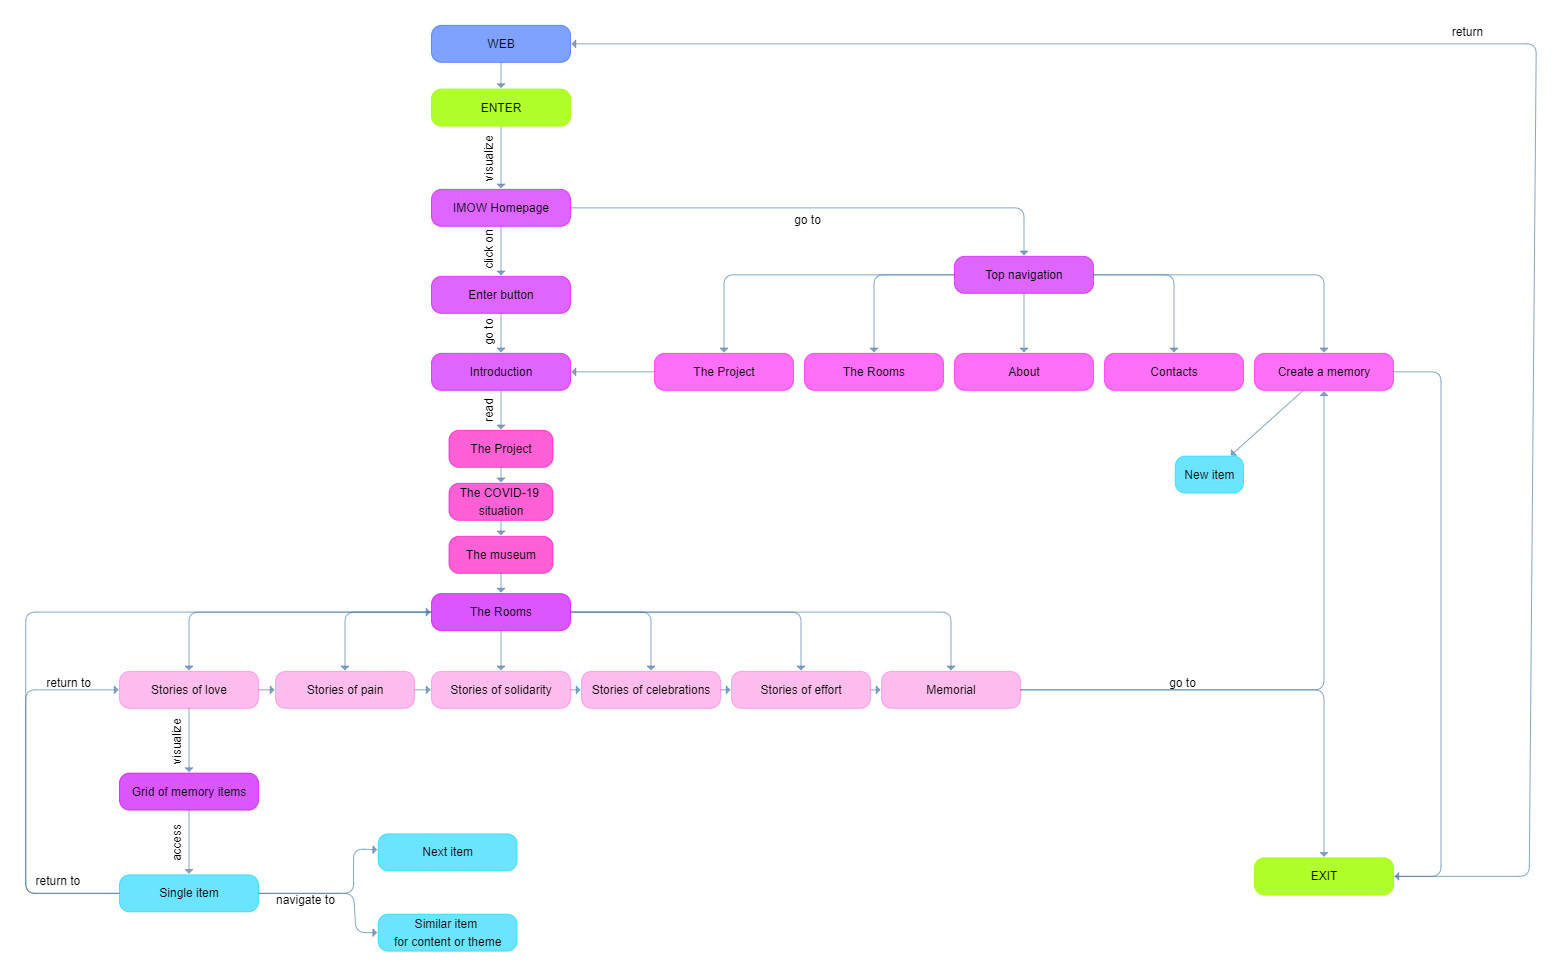 return
WEB
ENTER
visualize
IMOW Homepage
go to
click on
Top navigation
Enter button
go to
Introduction
The Project
The Rooms
About
Contacts
Create a memory
read
The Project
New item
The COVID-19
situation
The museum
The Rooms
return to
Stories of love
Stories of pain
Stories of solidarity
Stories of celebrations
Stories of effort
Memorial
go to
visualize
Grid of memory items
access
Next item
return to
Single item
navigate to
EXIT
Similar item
for content or theme